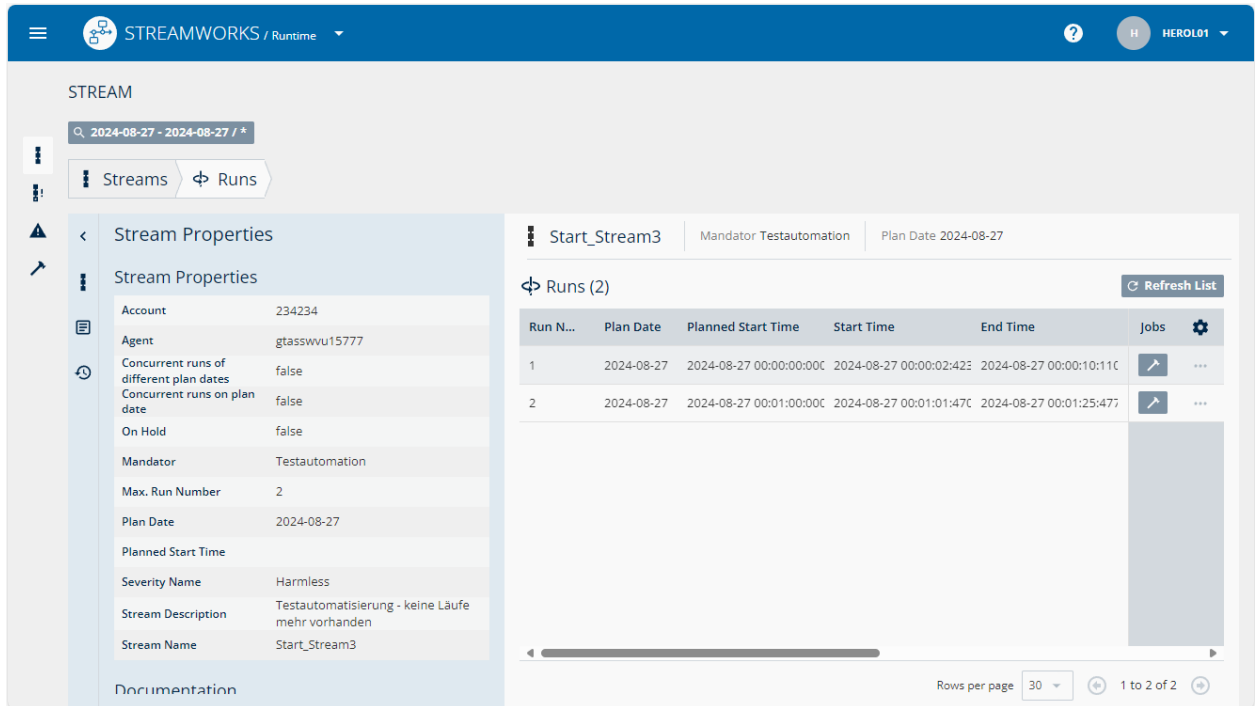 STREAMWORKS / Runtime
H HEROL01
STREAM
2024-08-27 - 2024-08-27 / *
Streams Runs
Stream Properties
Stream Properties
Account 234234
Agent gtasswvu15777
Concurrent runs of
different plan dates false
Concurrent runs on plan
date false
On Hold false
Mandator Testautomation
Max. Run Number 2
Plan Date 2024-08-27
Planned Start Time
Severity Name Harmless
Stream Description Testautomatisierung - keine Läufe
mehr vorhanden
Stream Name Start_Stream3
Documentation
Start_Stream3 Mandator Testautomation Plan Date 2024-08-27
Runs (2)
Refresh List
Run N... Plan Date Planned Start Time Start Time End Time Jobs
1 2024-08-27 2024-08-27 00:00:00:000 2024-08-27 00:00:02:423 2024-08-27 00:00:10:110 ...
2 2024-08-27 2024-08-27 00:01:00:000 2024-08-27 00:01:01:470 2024-08-27 00:01:25:477 ...
Rows per page 30 1 to 2 of 2